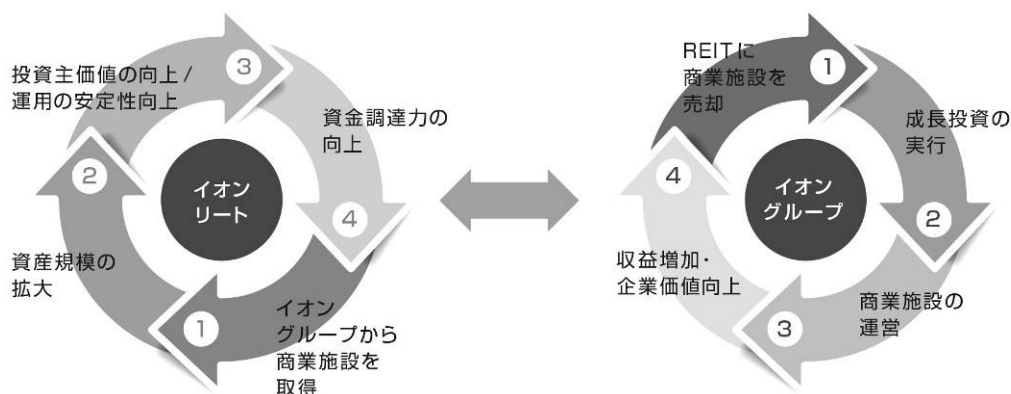 投資主価値の向上 /
運用の安定性向上
3
資金調達力の
向上
2
イオン
リート
4
資産規模の
拡大
1
イオン
グループから
商業施設を
取得
REITに
商業施設を
売却
1
成長投資の
実行
4
イオン
グループ
2
収益増加・
企業価値向上
商業施設の
運営
3